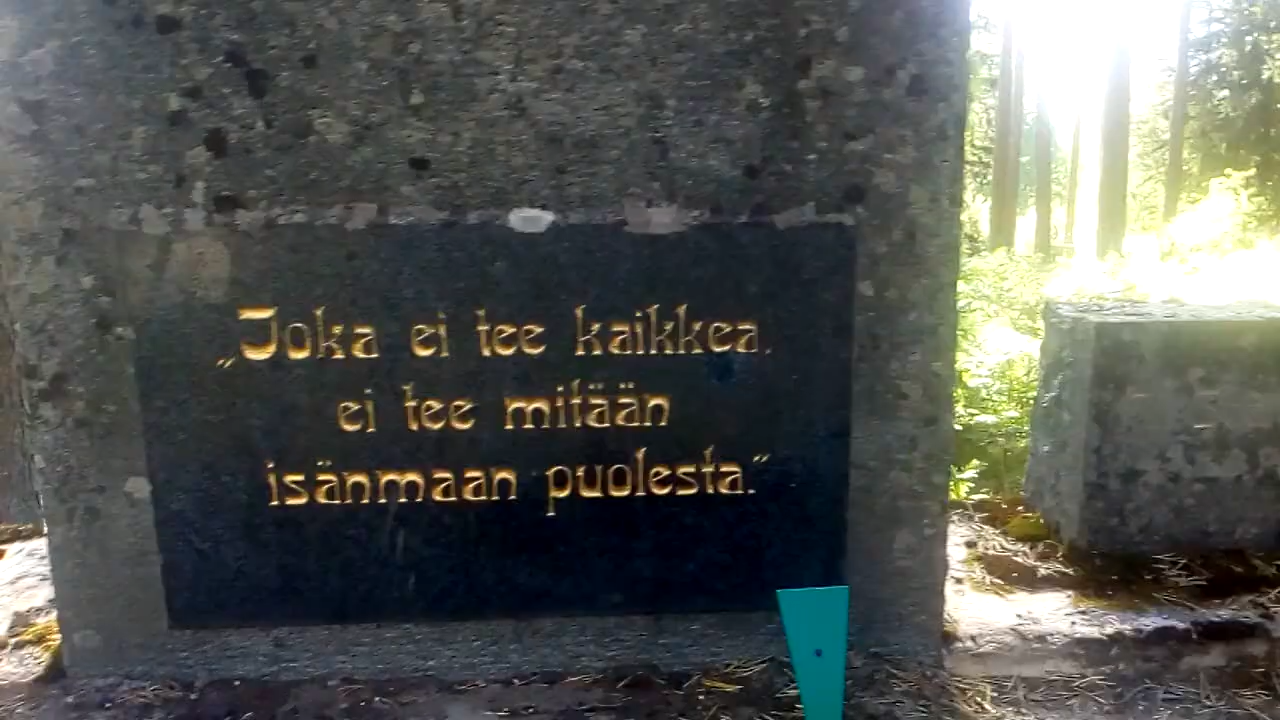 „Joka ei tee kaikkea,
ei tee mitään
isänmaan puolesta.”